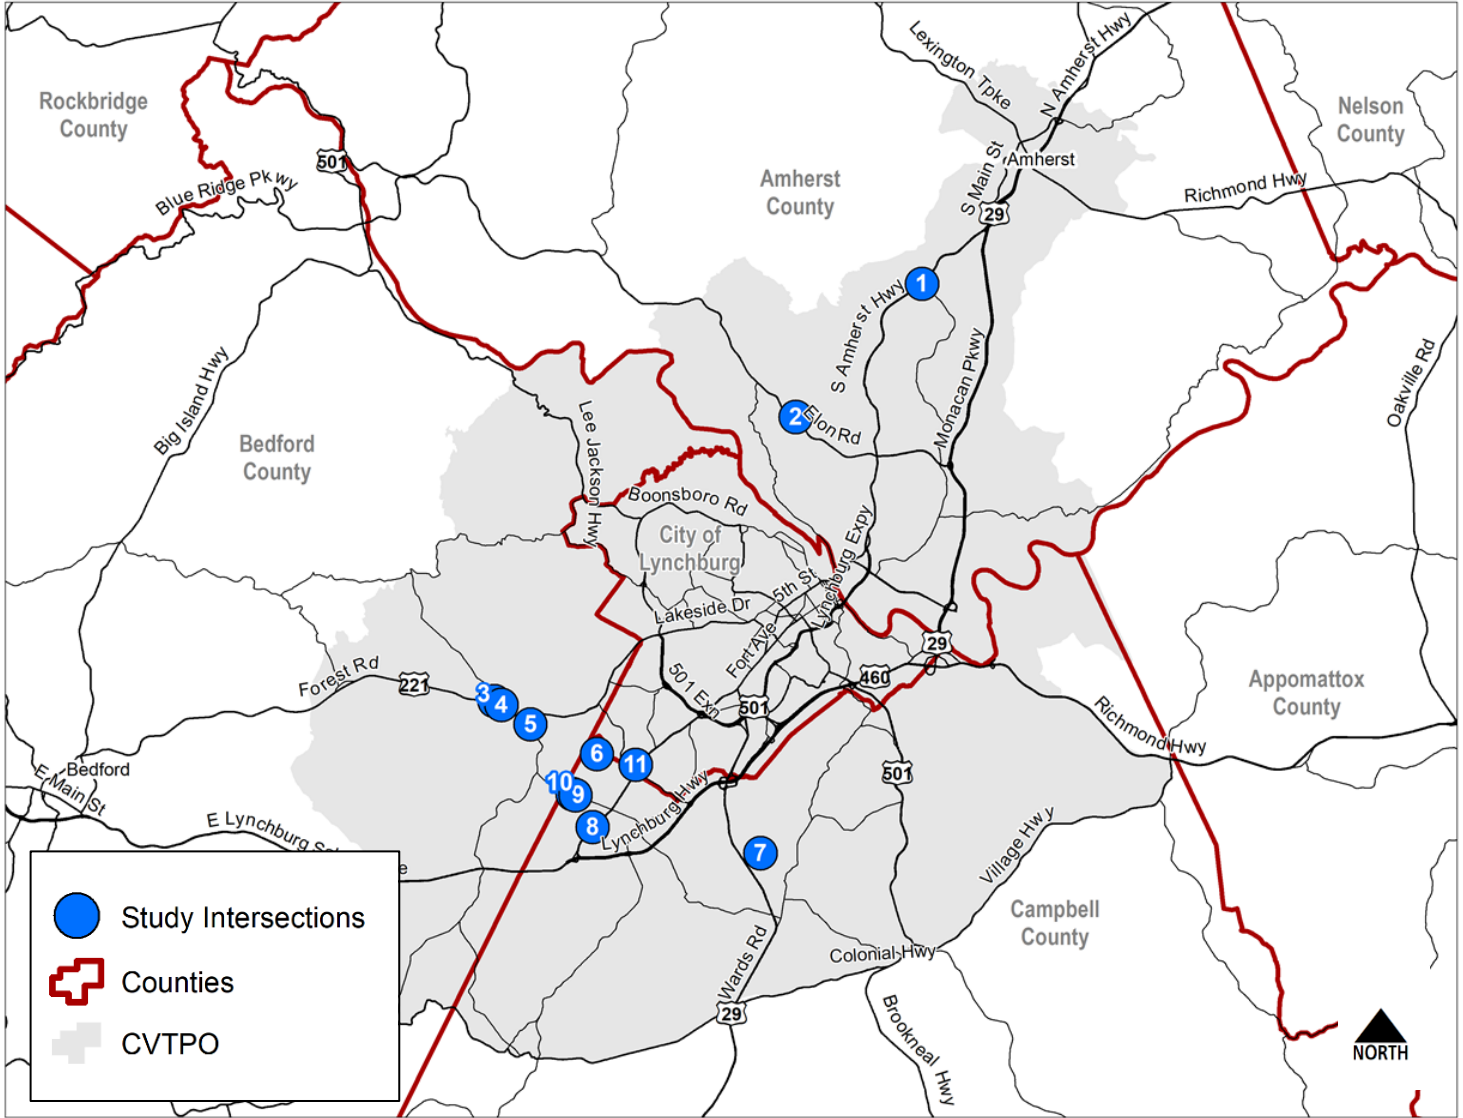 Lexington Tpke
N Amherst Hwy
Rockbridge
County
Nelson
County
501
Amherst
S Main St
Blue Ridge Pkwy
Amherst
County
Richmond Hwy
29
1
S Amherst Hwy
Monacan Pkwy
Oakville Rd
Big Island Hwy
Lee Jackson Hwy
2
Elon Rd
Bedford
County
Boonsboro Rd
City of
Lynchburg
Lynchburg Expy
5th St
Lakeside Dr
Fort Ave
29
Forest Rd
221
501 Exp
460
Appomattox
County
3
4
5
501
Richmond Hwy
6
11
Bedford
E Main St
10
9
501
Lynchburg Hwy
8
E Lynchburg
7
Village Hwy
Campbell
County
Study Intersections
Colonial Hwy
Wards Rd
Counties
29
Brookneal Hwy
CVTPO
NORTH